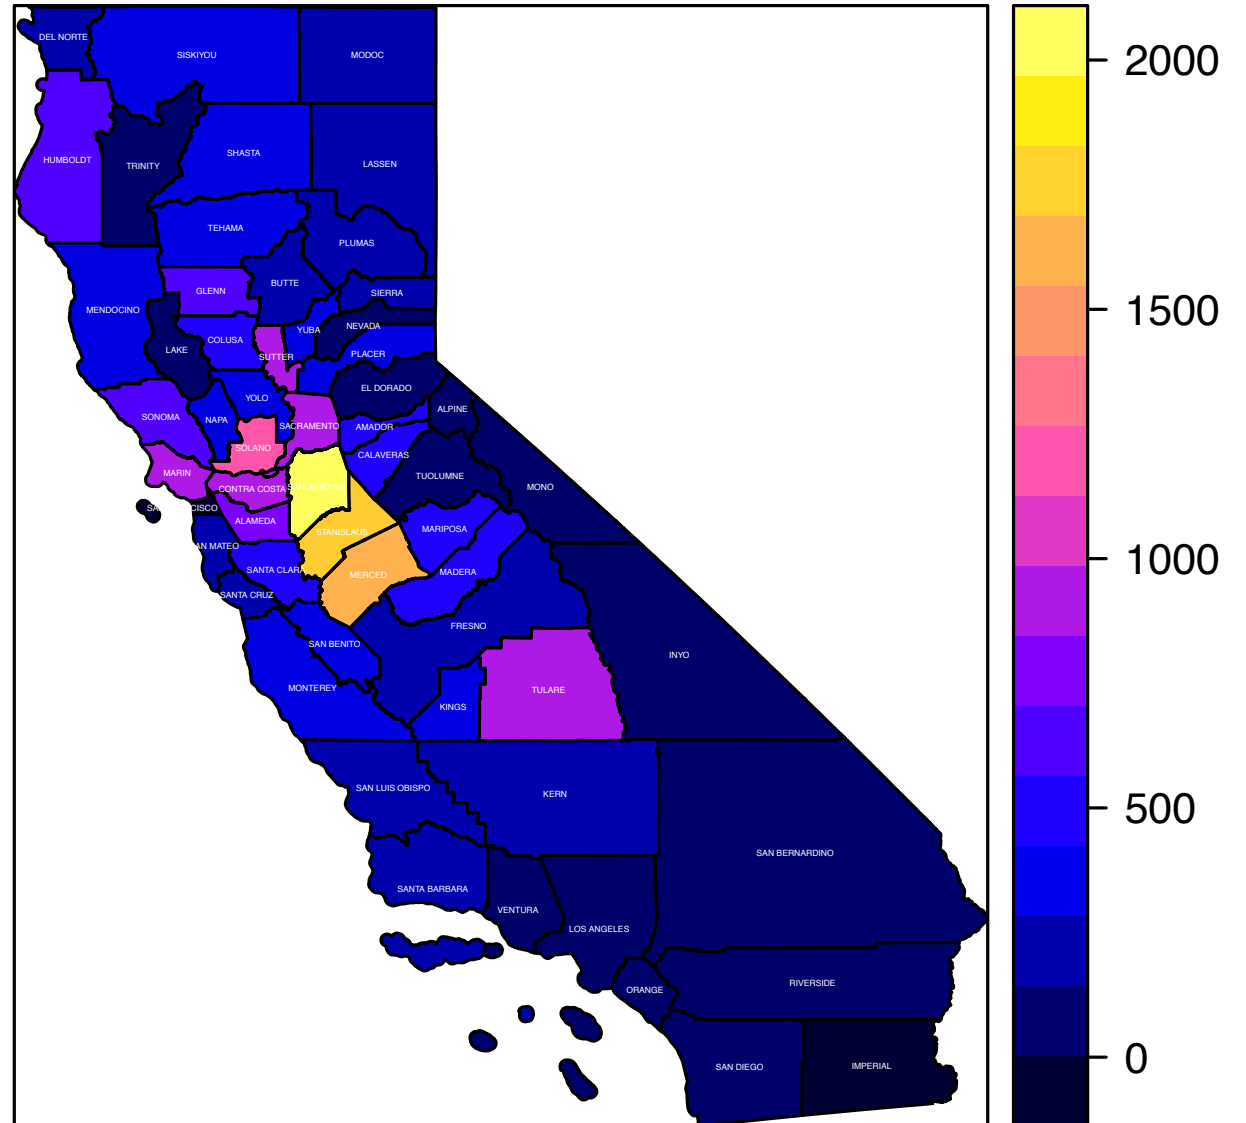 DEL NORTE
SISKIYOU
MODOC
2000
HUMBOLDT
TRINITY
SHASTA
LASSEN
TEHAMA
PLUMAS
GLENN
BUTTE
SIERRA
MENDOCINO
COLUSA
YUBA
NEVADA
1500
LAKE
SUTTER
PLACER
EL DORADO
YOLO
ALPINE
SONOMA
NAPA
SACRAMENTO
AMADOR
SOLANO
CALAVERAS
MARIN
TUOLUMNE
CONTRA COSTA
MONO
ALAMEDA
STANISLAUS
MARIPOSA
AN MATEO
1000
SANTA CLARA
MERCED
MADERA
SANTA CRUZ
FRESNO
SAN BENITO
INYO
MONTEREY
TULARE
KINGS
SAN LUIS OBISPO
KERN
500
SAN BERNARDINO
SANTA BARBARA
VENTURA
LOS ANGELES
ORANGE
RIVERSIDE
SAN DIEGO
IMPERIAL
0